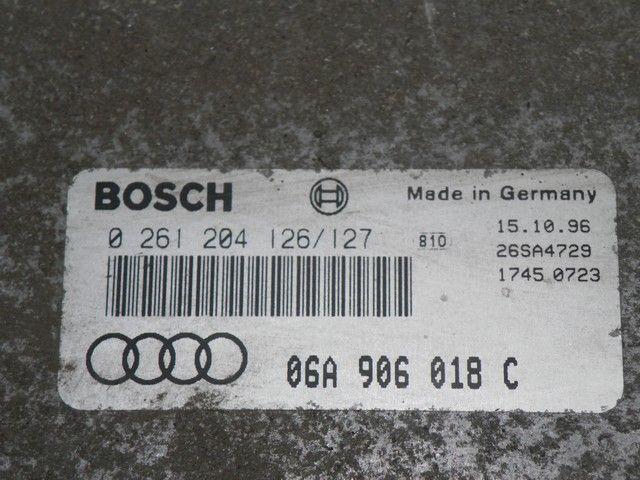 BOSCH Made in Germany
0 261 204 126/127 810 15.10.96
26SA4729
1745 0723
06A 906 018 C